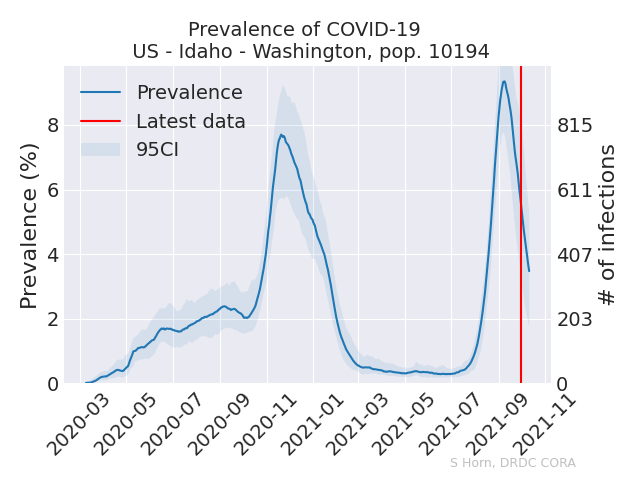 Prevalence of COVID-19
US - Idaho - Washington, pop. 10194
Prevalence
Latest data
95CI
Prevalence (%)
8
6
4
2
0
815
611
407
203
0
# of infections
2020-03
2020-05
2020-07
2020-09
2020-11
2021-01
2021-03
2021-05
2021-07
2021-09
2021-11
S Horn, DRDC CORA